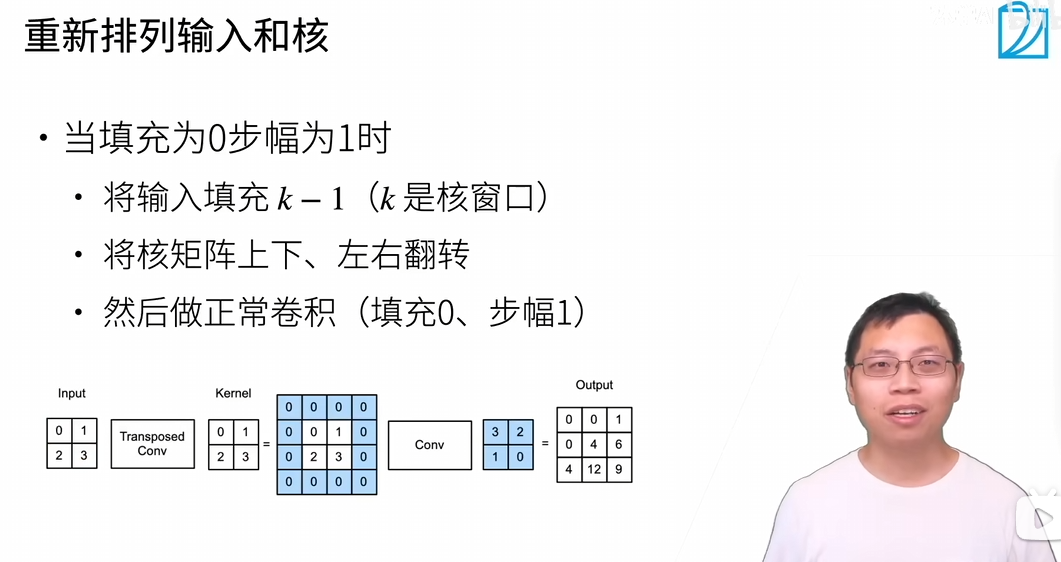 重新排列输入和核
• 当填充为0步幅为1时
• 将输入填充 k − 1（k 是核窗口）
• 将核矩阵上下、左右翻转
• 然后做正常卷积（填充0、步幅1）
Input
Kernel
Output
0 1
2 3
Transposed
Conv
0 1
2 3
=
0 0 0 0
0 0 1 0
0 2 3 0
0 0 0 0
Conv
3 2
1 0
=
0 0 1
0 4 6
4 12 9